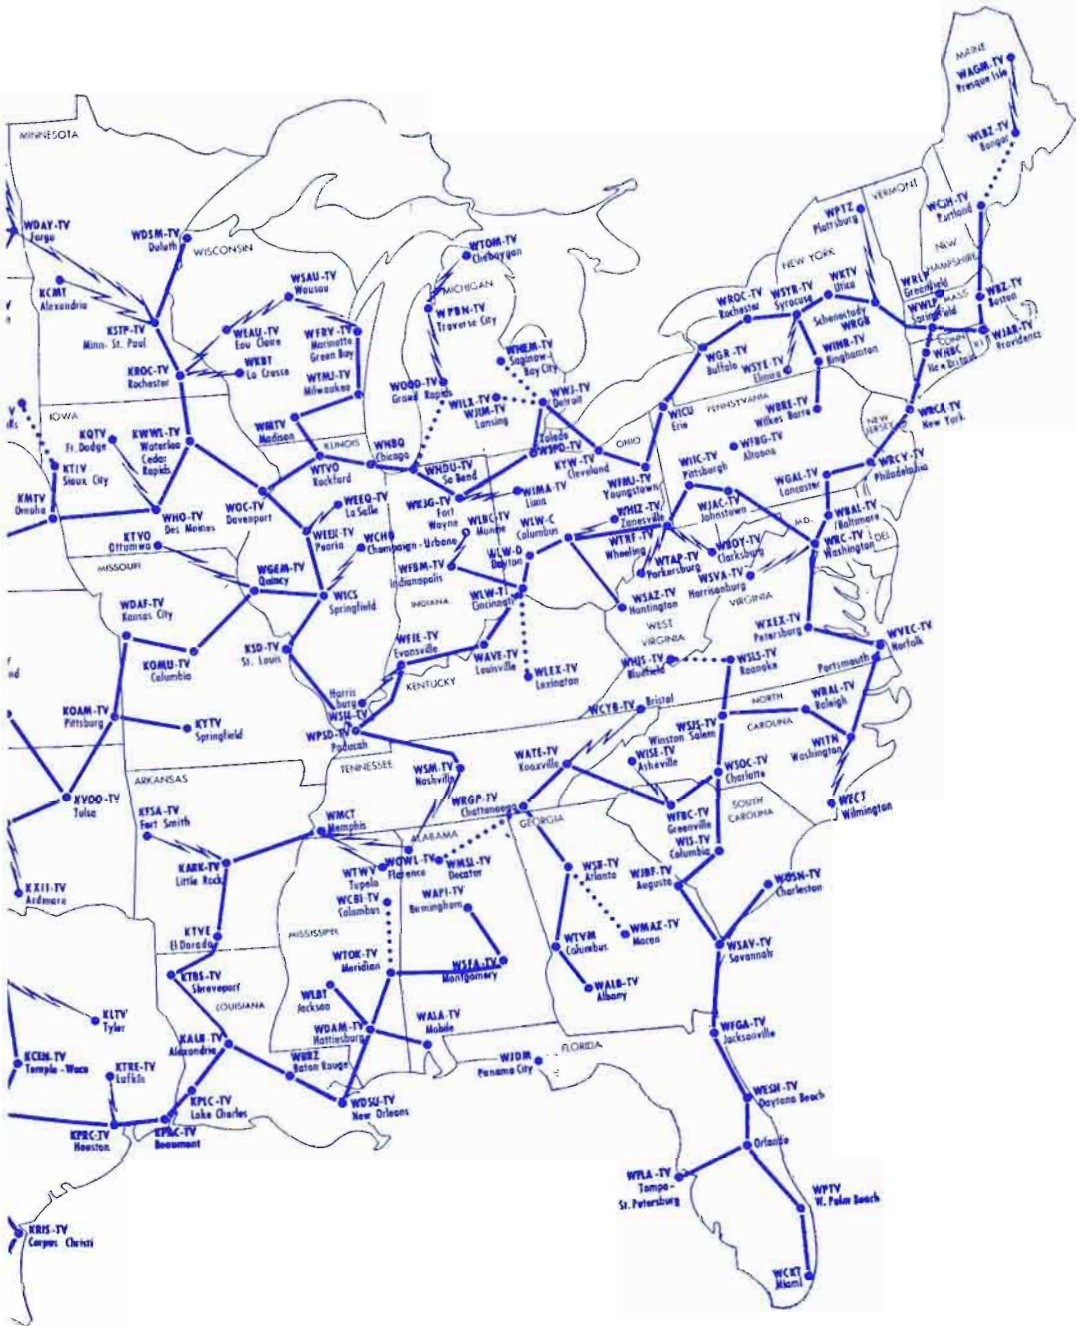 MAINE
WAGM-TV
Presque Isle
WLBZ-TV
Bangor
MINNESOTA
VERMONT
WPTZ
Plattsburg
WCSH-TV
Portland
WDAY-TV
Fargo
WDSM-TV
Duluth
WISCONSIN
WTOM-TV
Cheboygan
NEW YORK
NEW
HAMPSHIRE
KCMT
Alexandria
WSAU-TV
Wausau
MICHIGAN
WPBN-TV
Traverse City
WKTV
Utica
WSYR-TV
Syracuse
WROC-TV
Rochester
WRLP
Greenfield
MASS
WBZ-TV
Boston
WWLP
Springfield
Schenectady
WRGB
KSTP-TV
Minn- St. Paul
WEAU-TV
Eau Claire
WFRV-TV
Marinette
Green Bay
CONN
R I
WJAR-TV
Providence
WNBC
New Britain
KROC-TV
Rochester
WKBT
La Crosse
WTMJ-TV
Milwaukee
WNEM-TV
Saginaw-
Bay City
WGR-TV
Buffalo
WSYE-TV
Elmira
WINR-TV
Binghamton
WOOD-TV
Grand Rapids
WILX-TV
WJIM-TV
Lansing
WWJ-TV
Detroit
WICU
Erie
PENNSYLVANIA
WBRE-TV
Wilkes Barre
NEW
JERSEY
WRCA-TV
New York
IOWA
KQTV
Ft. Dodge
KWWL-TV
Waterloo
Cedar
Rapids
WMTV
Madison
ILLINOIS
WNBQ
Chicago
WTVO
Rockford
WNDU-TV
So Bend
Toledo
WSPD-TV
KYW-TV
Cleveland
OHIO
WFMJ-TV
Youngstown
WIIC-TV
Pittsburgh
WFBG-TV
Altoona
WGAL-TV
Lancaster
WRCV-TV
Philadelphia
KTIV
Sioux City
KMTV
Omaha
WHO-TV
Des Moines
WOC-TV
Davenport
WEEQ-TV
La Salle
WKJG-TV
Fort
Wayne
WIMA-TV
Lima
WJAC-TV
Johnstown
WBAL-TV
Baltimore
MD.
DEL
KTVO
Ottumwa
WEEK-TV
Peoria
WCHU
Champaign - Urbana
WLBC-TV
Muncie
WLW-C
Columbus
WHIZ-TV
Zanesville
WTRF-TV
Wheeling
WBOY-TV
Clarksburg
WRC-TV
Washington
MISSOURI
WGEM-TV
Quincy
WICS
Springfield
WFBM-TV
Indianapolis
INDIANA
WLW-D
Dayton
WLW-TL
Cincinnati
WTAP-TV
Parkersburg
WSVA-TV
Harrisonburg
VIRGINIA
WDAF-TV
Kansas City
KOMU-TV
Columbia
KSD-TV
St. Louis
WFIE-TV
Evansville
WAVE-TV
Louisville
WLEX-TV
Lexington
WSAZ-TV
Huntington
WEST
VIRGINIA
WXEX-TV
Petersburg
WVEC-TV
Norfolk
Portsmouth
WHIS-TV
Bluefield
WSLS-TV
Roanoke
KOAM-TV
Pittsburg
KYTV
Springfield
Harris
burg
WSIL-TV
WPSD-TV
Paducah
KENTUCKY
WCYB-TV
Bristol
NORTH
CAROLINA
WSJS-TV
Winston Salem
WRAL-TV
Raleigh
WITN
Washington
ARKANSAS
TENNESSEE
WSM-TV
Nashville
WATE-TV
Knoxville
WISE-TV
Asheville
WSOC-TV
Charlotte
WECT
Wilmington
KVOO-TV
Tulsa
KFSA-TV
Fort Smith
WMCT
Memphis
WRGP-TV
Chattanooga
ALABAMA
GEORGIA
WFBC-TV
Greenville
SOUTH
CAROLINA
KXII-TV
Ardmore
KARK-TV
Little Rock
WTWV
Tupelo
WOWL-TV
Florence
WMSL-TV
Decator
WSB-TV
Atlanta
WIS-TV
Columbia
WJBF-TV
Augusta
WUSN-TV
Charleston
WCBI-TV
Columbus
WAPI-TV
Birmingham
KTVE
El Dorado
MISSISSIPPI
WTOK-TV
Meridian
WSFA-TV
Montgomery
WTVM
Columbus
WMAZ-TV
Macon
WSAV-TV
Savannah
KTBS-TV
Shreveport
WLBT
Jackson
WALB-TV
Albany
KLTV
Tyler
LOUISIANA
WDAM-TV
Hattiesburg
WALA-TV
Mobile
WFGA-TV
Jacksonville
KALB-TV
Alexandria
WBRZ
Baton Rouge
WJDM
Panama City
FLORIDA
KCEN-TV
Temple - Waco
KTRE-TV
Lufkin
KPLC-TV
Lake Charles
WDSU-TV
New Orleans
WESH-TV
Daytona Beach
KPRC-TV
Houston
KPAC-TV
Beaumont
Orlando
WFLA-TV
Tampa-
St. Petersburg
WPTV
W. Palm Beach
KRIS-TV
Corpus Christi
WCKT
Miami